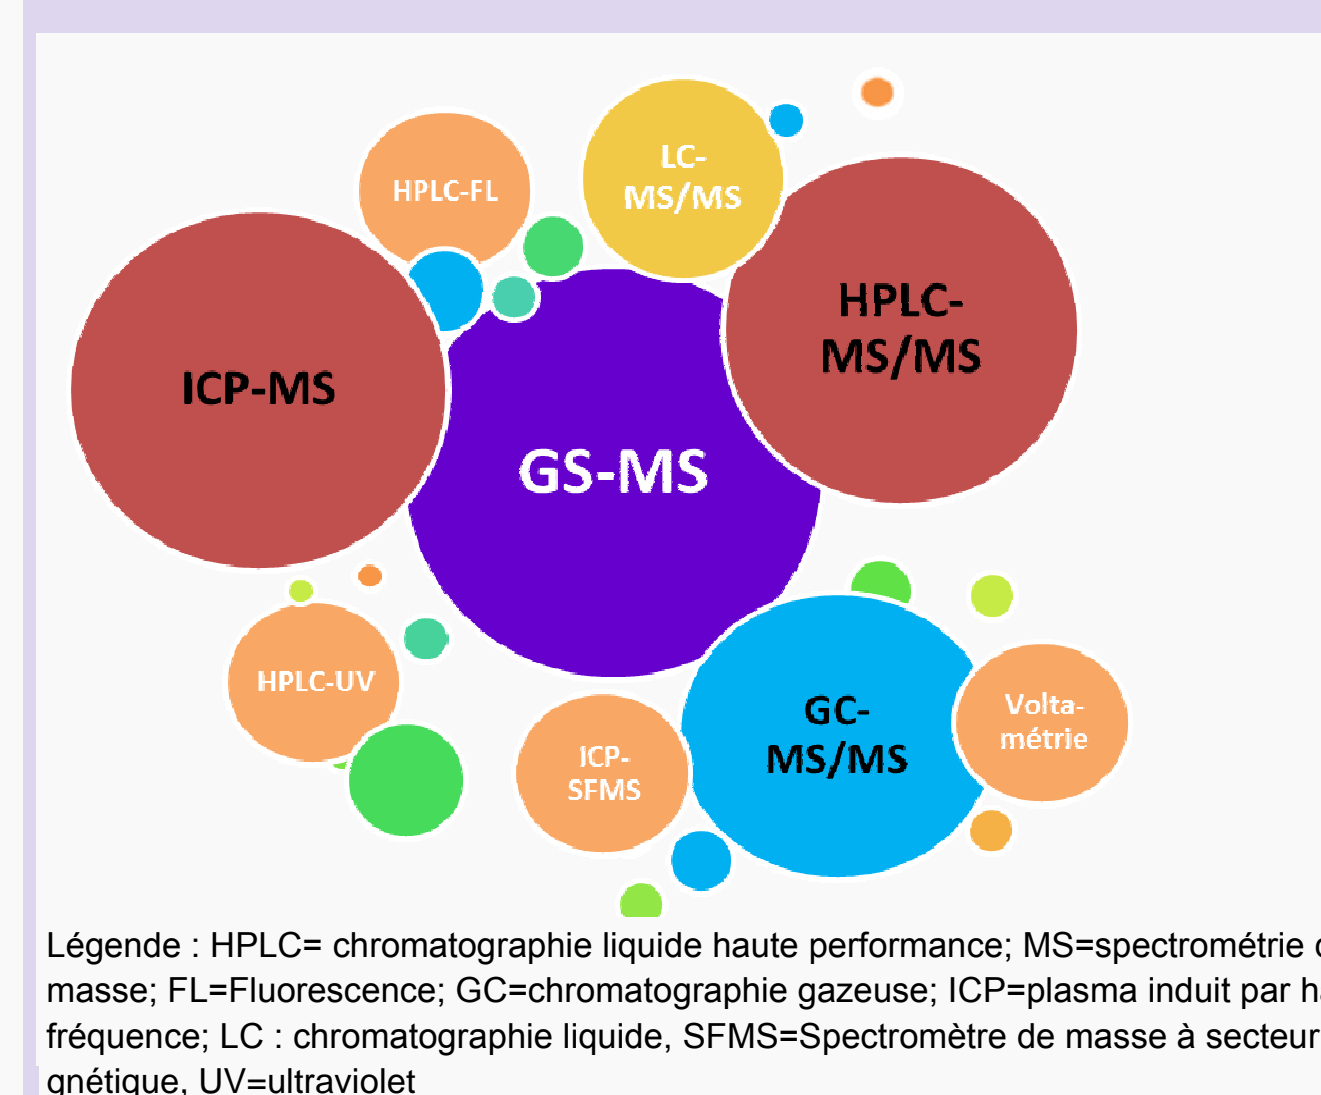 LC-
MS/MS
HPLC-FL
HPLC-
MS/MS
ICP-MS
GS-MS
HPLC-UV
GC-
MS/MS
Volta-
métrie
ICP-
SFMS
Légende : HPLC= chromatographie liquide haute performance; MS=spectrométrie
masse; FL=Fluorescence; GC=chromatographie gazeuse; ICP=plasma induit par
fréquence; LC : chromatographie liquide, SFMS=Spectromètre de masse à secteur
gnétique, UV=ultraviolet